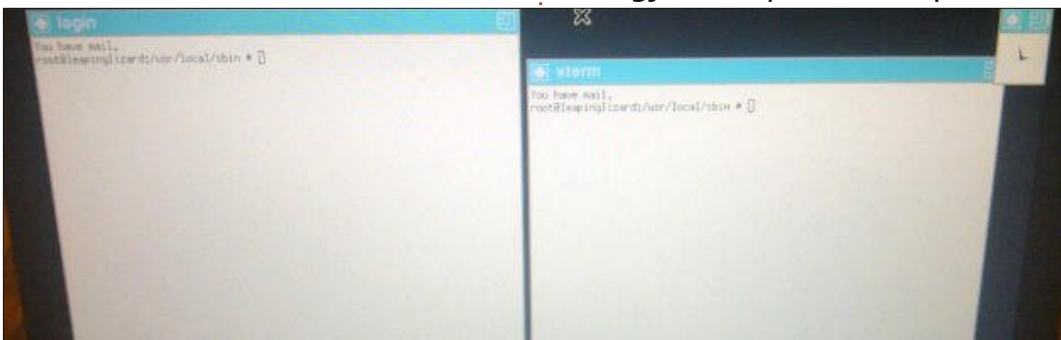 login
You have mail.
root@leapinglizard:/usr/local/sbin # []
xterm
You have mail.
root@leapinglizard:/usr/local/sbin # []